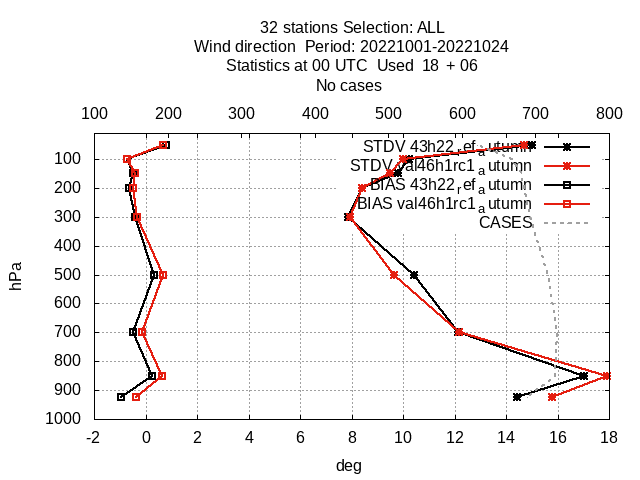 32 stations Selection: ALL
Wind direction  Period: 20221001-20221024
Statistics at 00 UTC  Used  18 + 06
No cases
100 200 300 400 500 600 700 800
STDV 43h22_ref_autumn
STDV val46h1rc1_autumn
BIAS 43h22_ref_autumn
BIAS val46h1rc1_autumn
CASES
100
200
300
400
500
600
700
800
900
1000
hPa
-2 0 2 4 6 8 10 12 14 16 18
deg